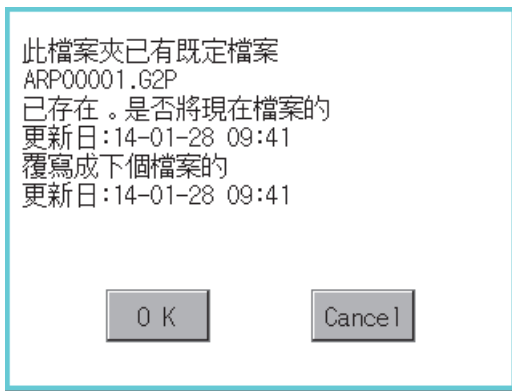 此檔案夾已有既定檔案
ARP00001.G2P
已存在。是否將現在檔案的
更新日:14-01-28 09:41
覆寫成下個檔案的
更新日:14-01-28 09:41
OK
Cancel